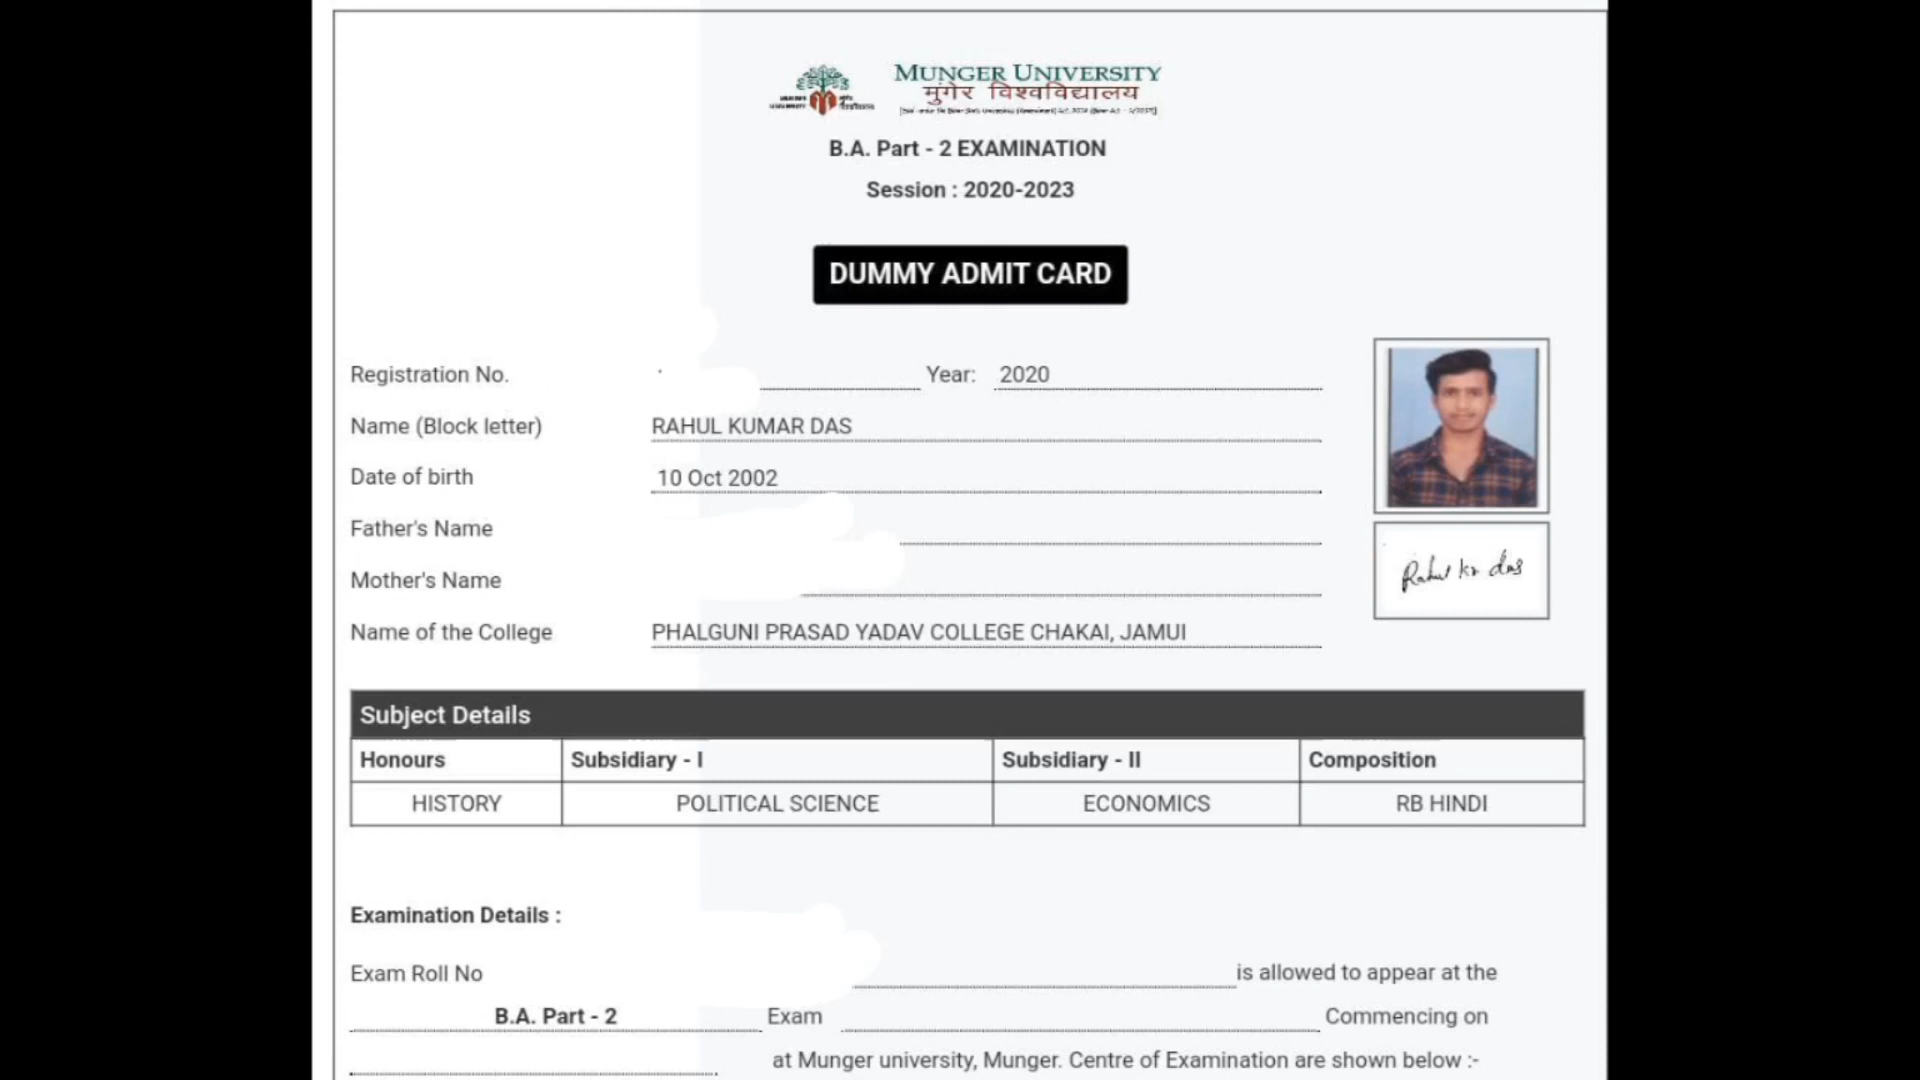 MUNGER UNIVERSITY
मुंगेर विश्वविद्यालय
B.A. Part - 2 EXAMINATION
Session : 2020-2023
DUMMY ADMIT CARD
Registration No. Year: 2020
Name (Block letter) RAHUL KUMAR DAS
Date of birth 10 Oct 2002
Father's Name
Mother's Name
Rahul kr das
Name of the College PHALGUNI PRASAD YADAV COLLEGE CHAKAI, JAMUI
Subject Details
Honours Subsidiary - I Subsidiary - II Composition
HISTORY POLITICAL SCIENCE ECONOMICS RB HINDI
Examination Details :
Exam Roll No is allowed to appear at the
B.A. Part - 2 Exam Commencing on
at Munger university, Munger. Centre of Examination are shown below :-